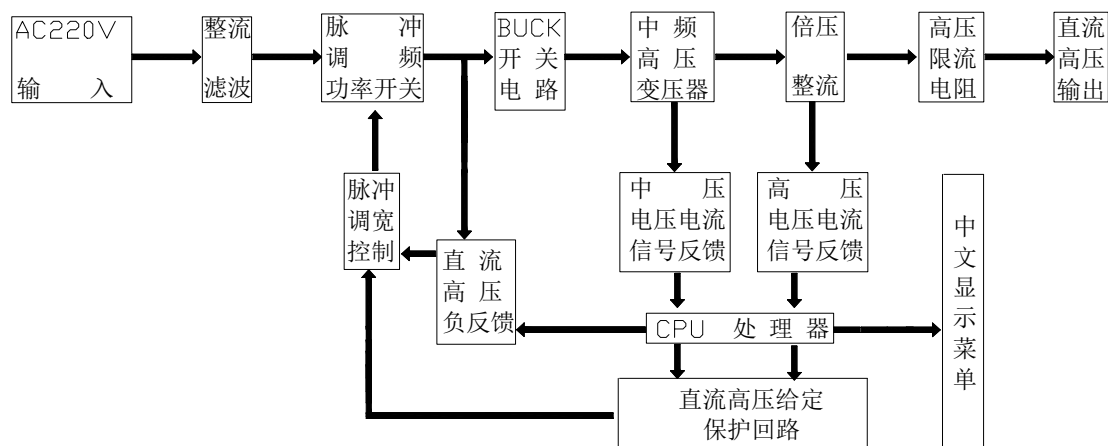 AC220V
输 入
整流
滤波
脉 冲
调 频
功率开关
BUCK
开 关
电 路
中 频
高 压
变压器
倍压
整流
高压
限流
电阻
直流
高压
输出
脉冲
调宽
控制
直 流
高 压
负反馈
中 压
电压电流
信号反馈
高 压
电压电流
信号反馈
CPU 处 理 器
中文显示菜单
直流高压给定
保护回路